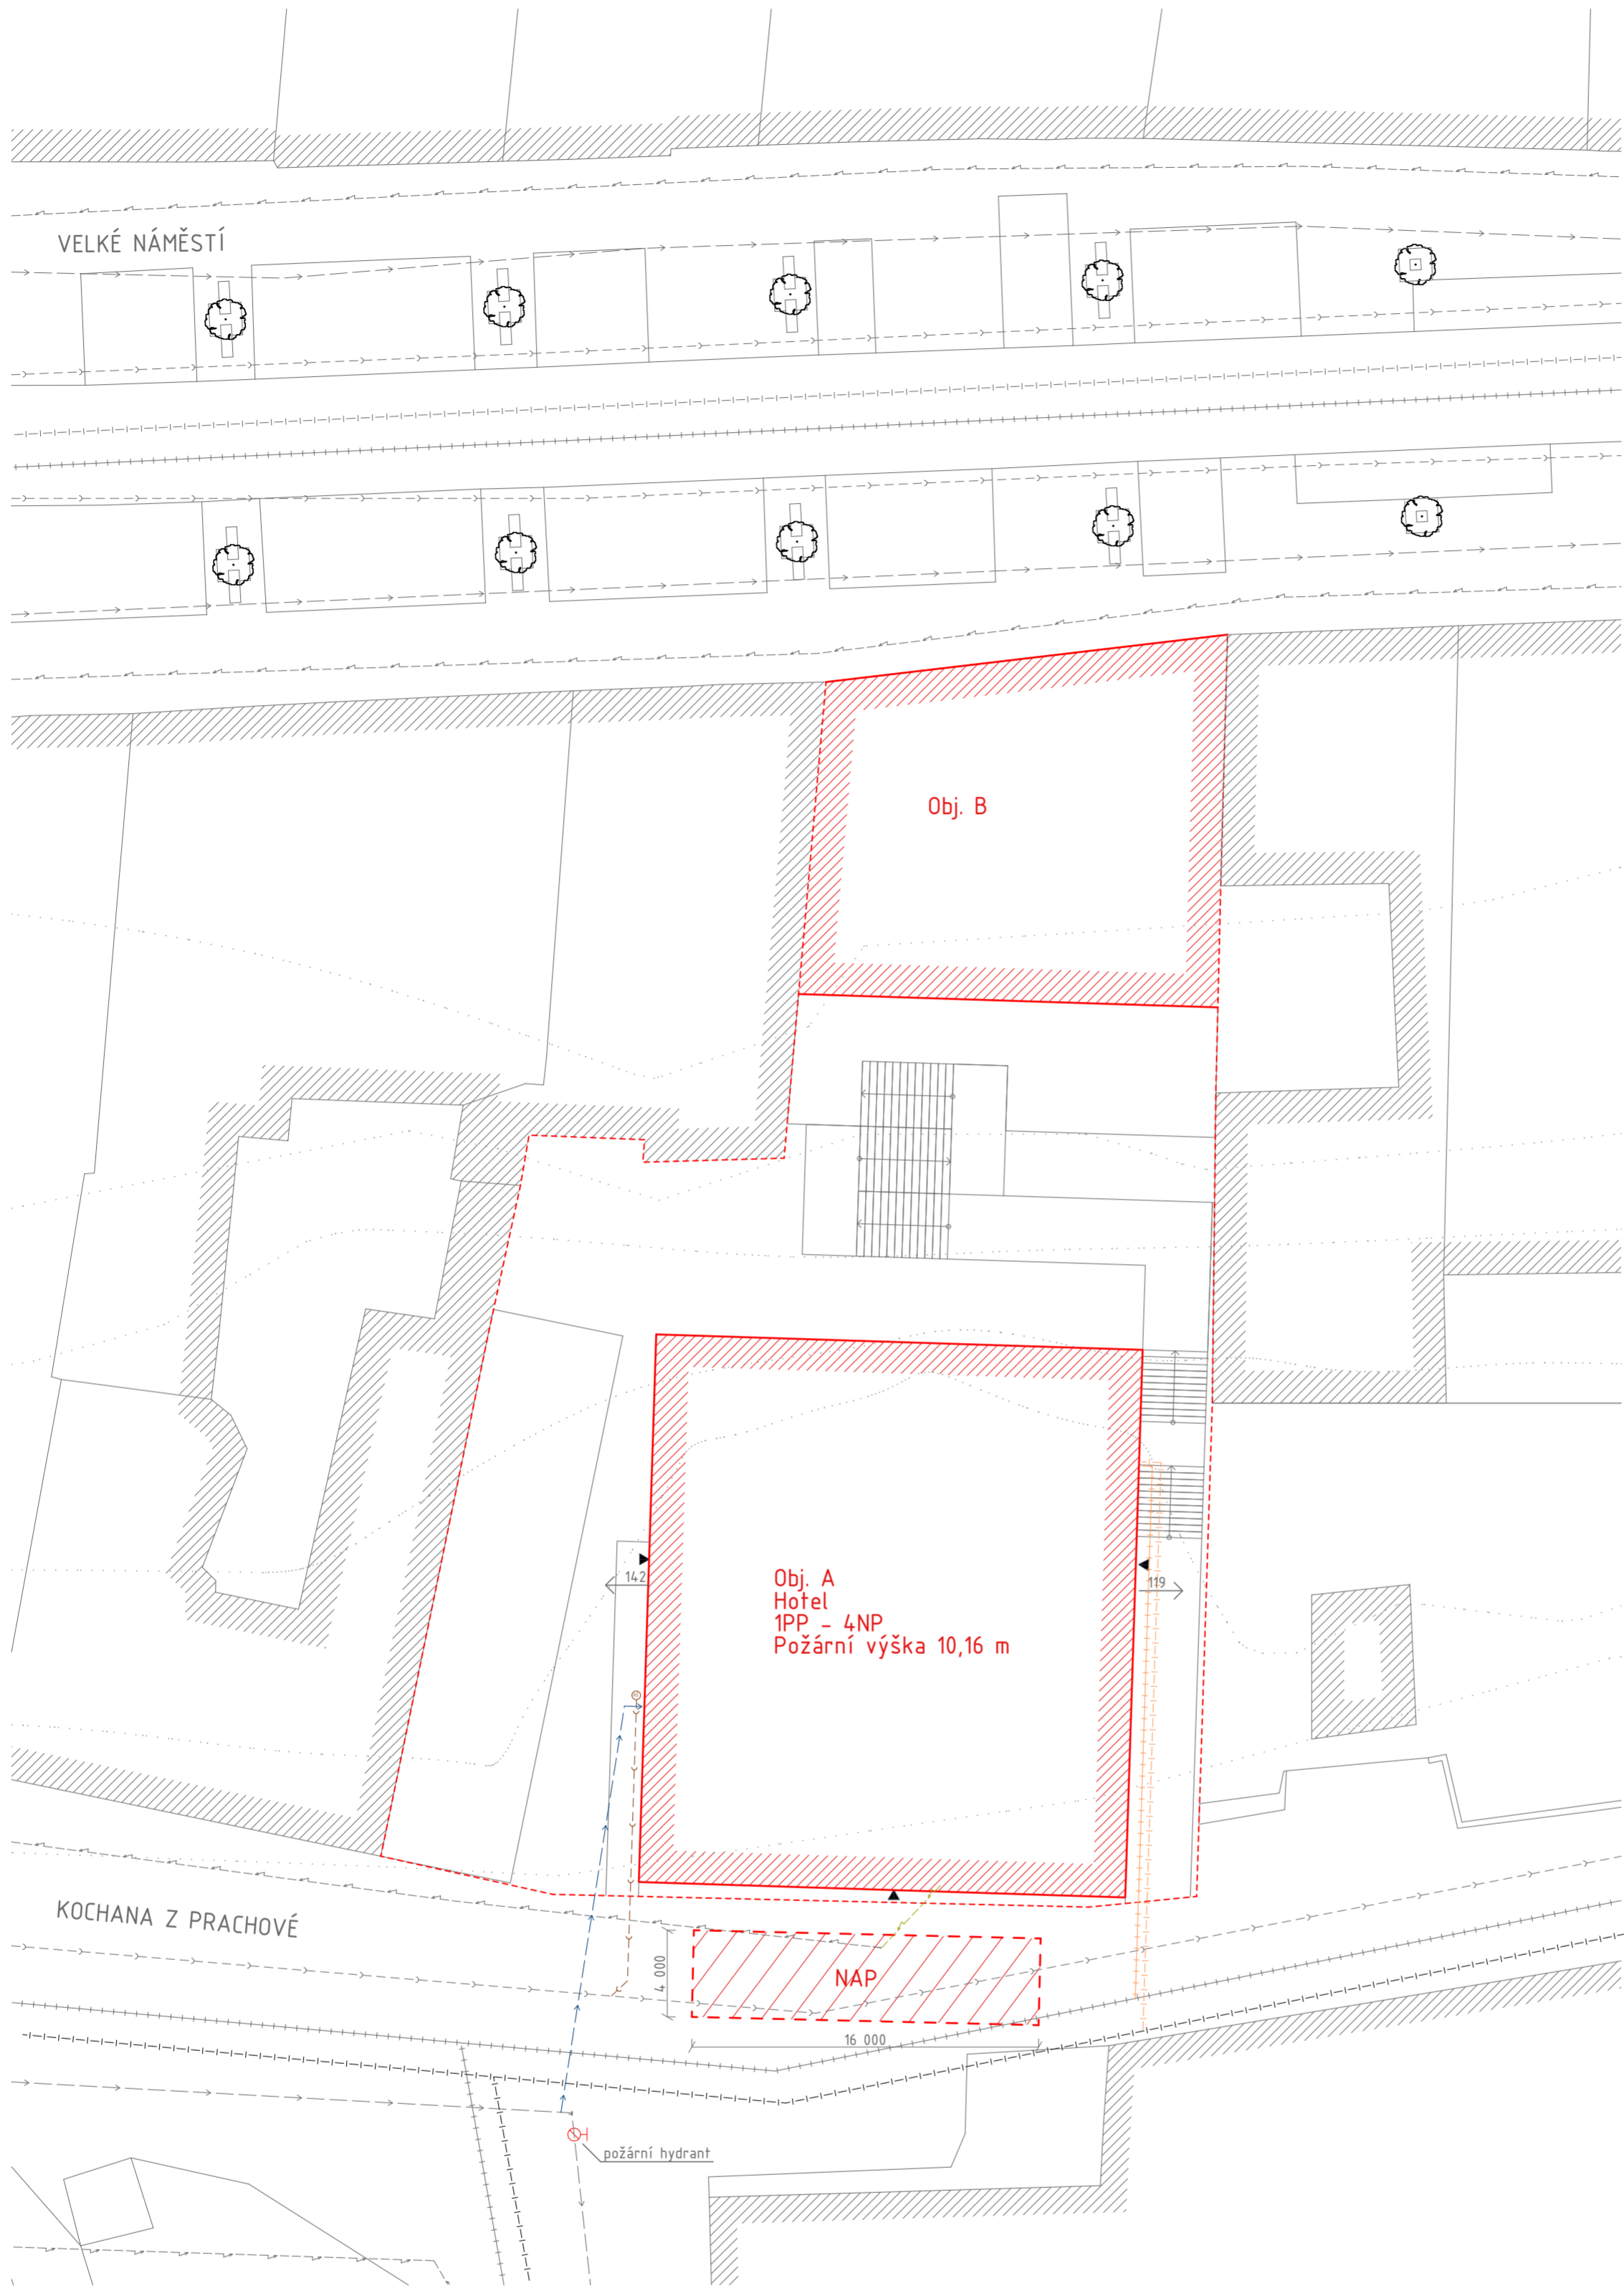 VELKÉ NÁMĚSTÍ
Obj. B
142
119
Obj. A
Hotel
1PP - 4NP
Požární výška 10,16 m
KOCHANA Z PRACHOVÉ
4 000
NAP
16 000
požární hydrant